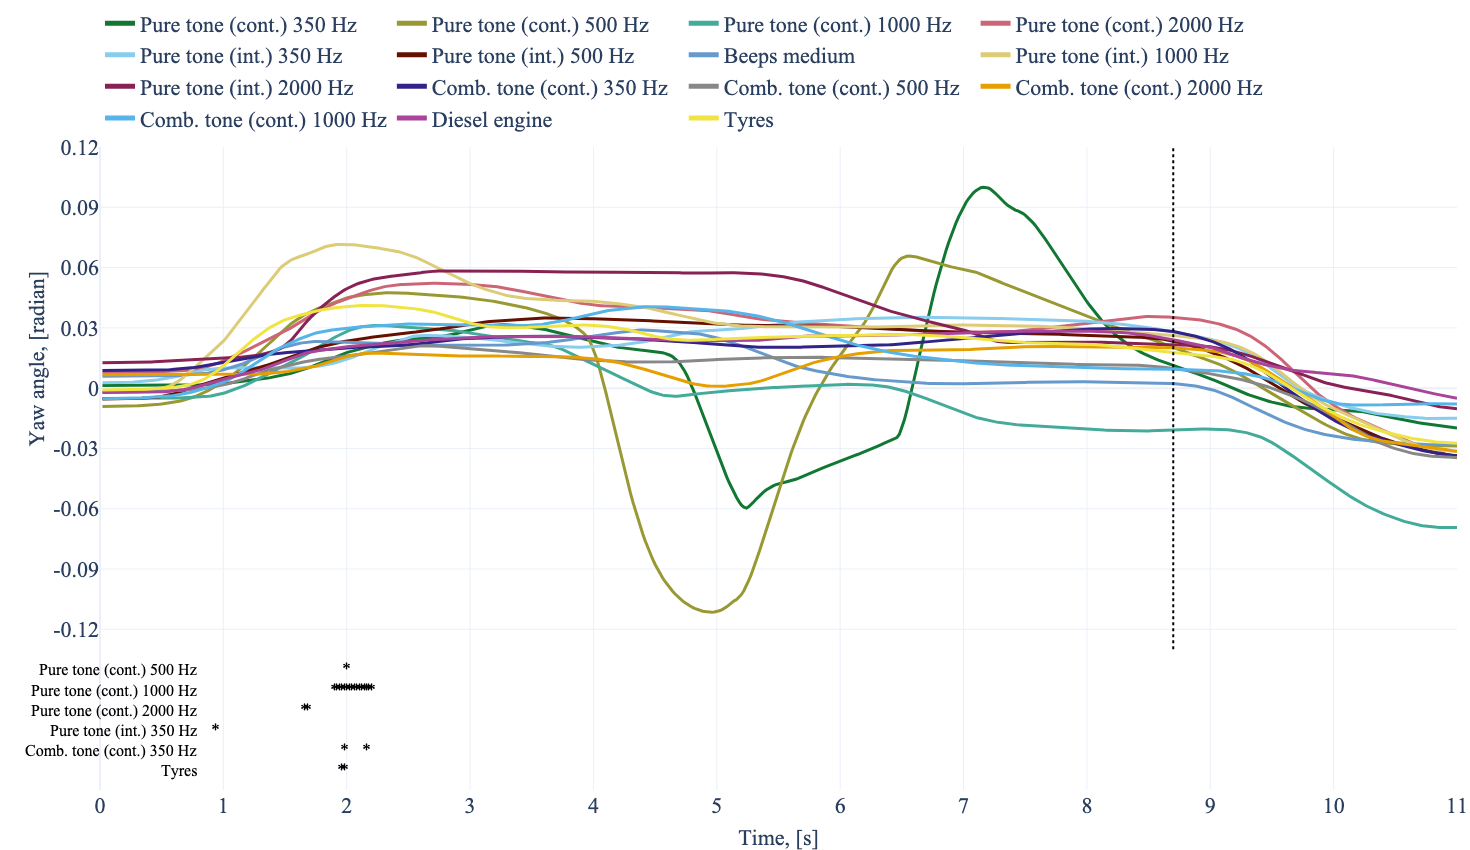 Pure tone (cont.) 350 Hz Pure tone (cont.) 500 Hz Pure tone (cont.) 1000 Hz Pure tone (cont.) 2000 Hz
Pure tone (int.) 350 Hz Pure tone (int.) 500 Hz Beeps medium Pure tone (int.) 1000 Hz
Pure tone (int.) 2000 Hz Comb. tone (cont.) 350 Hz Comb. tone (cont.) 500 Hz Comb. tone (cont.) 2000 Hz
Comb. tone (cont.) 1000 Hz Diesel engine Tyres
0.12
0.09
0.06
0.03
0
-0.03
-0.06
-0.09
-0.12
Yaw angle, [radian]
Pure tone (cont.) 500 Hz *
Pure tone (cont.) 1000 Hz
Pure tone (cont.) 2000 Hz
Pure tone (int.) 350 Hz *
Comb. tone (cont.) 350 Hz * *
Tyres
0 1 2 3 4 5 6 7 8 9 10 11
Time, [s]